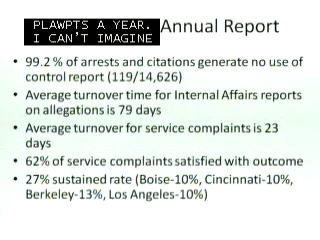 PLAWPTS A YEAR.
I CAN'T IMAGINE
Annual Report
• 99.2 % of arrests and citations generate no use of
control report (119/14,626)
• Average turnover time for Internal Affairs reports
on allegations is 79 days
• Average turnover for service complaints is 23
days
• 62% of service complaints satisfied with outcome
• 27% sustained rate (Boise-10%, Cincinnati-10%,
Berkeley-13%, Los Angeles-10%)